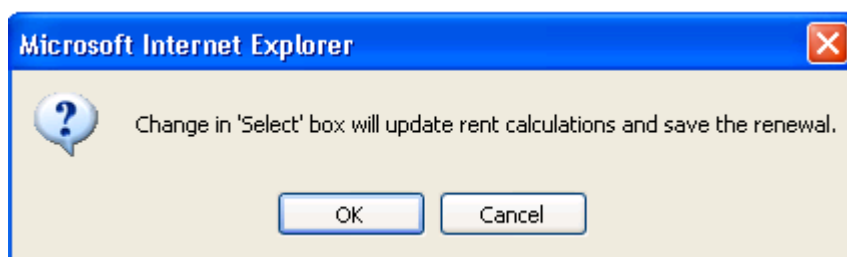 Microsoft Internet Explorer
Change in 'Select' box will update rent calculations and save the renewal.
OK Cancel